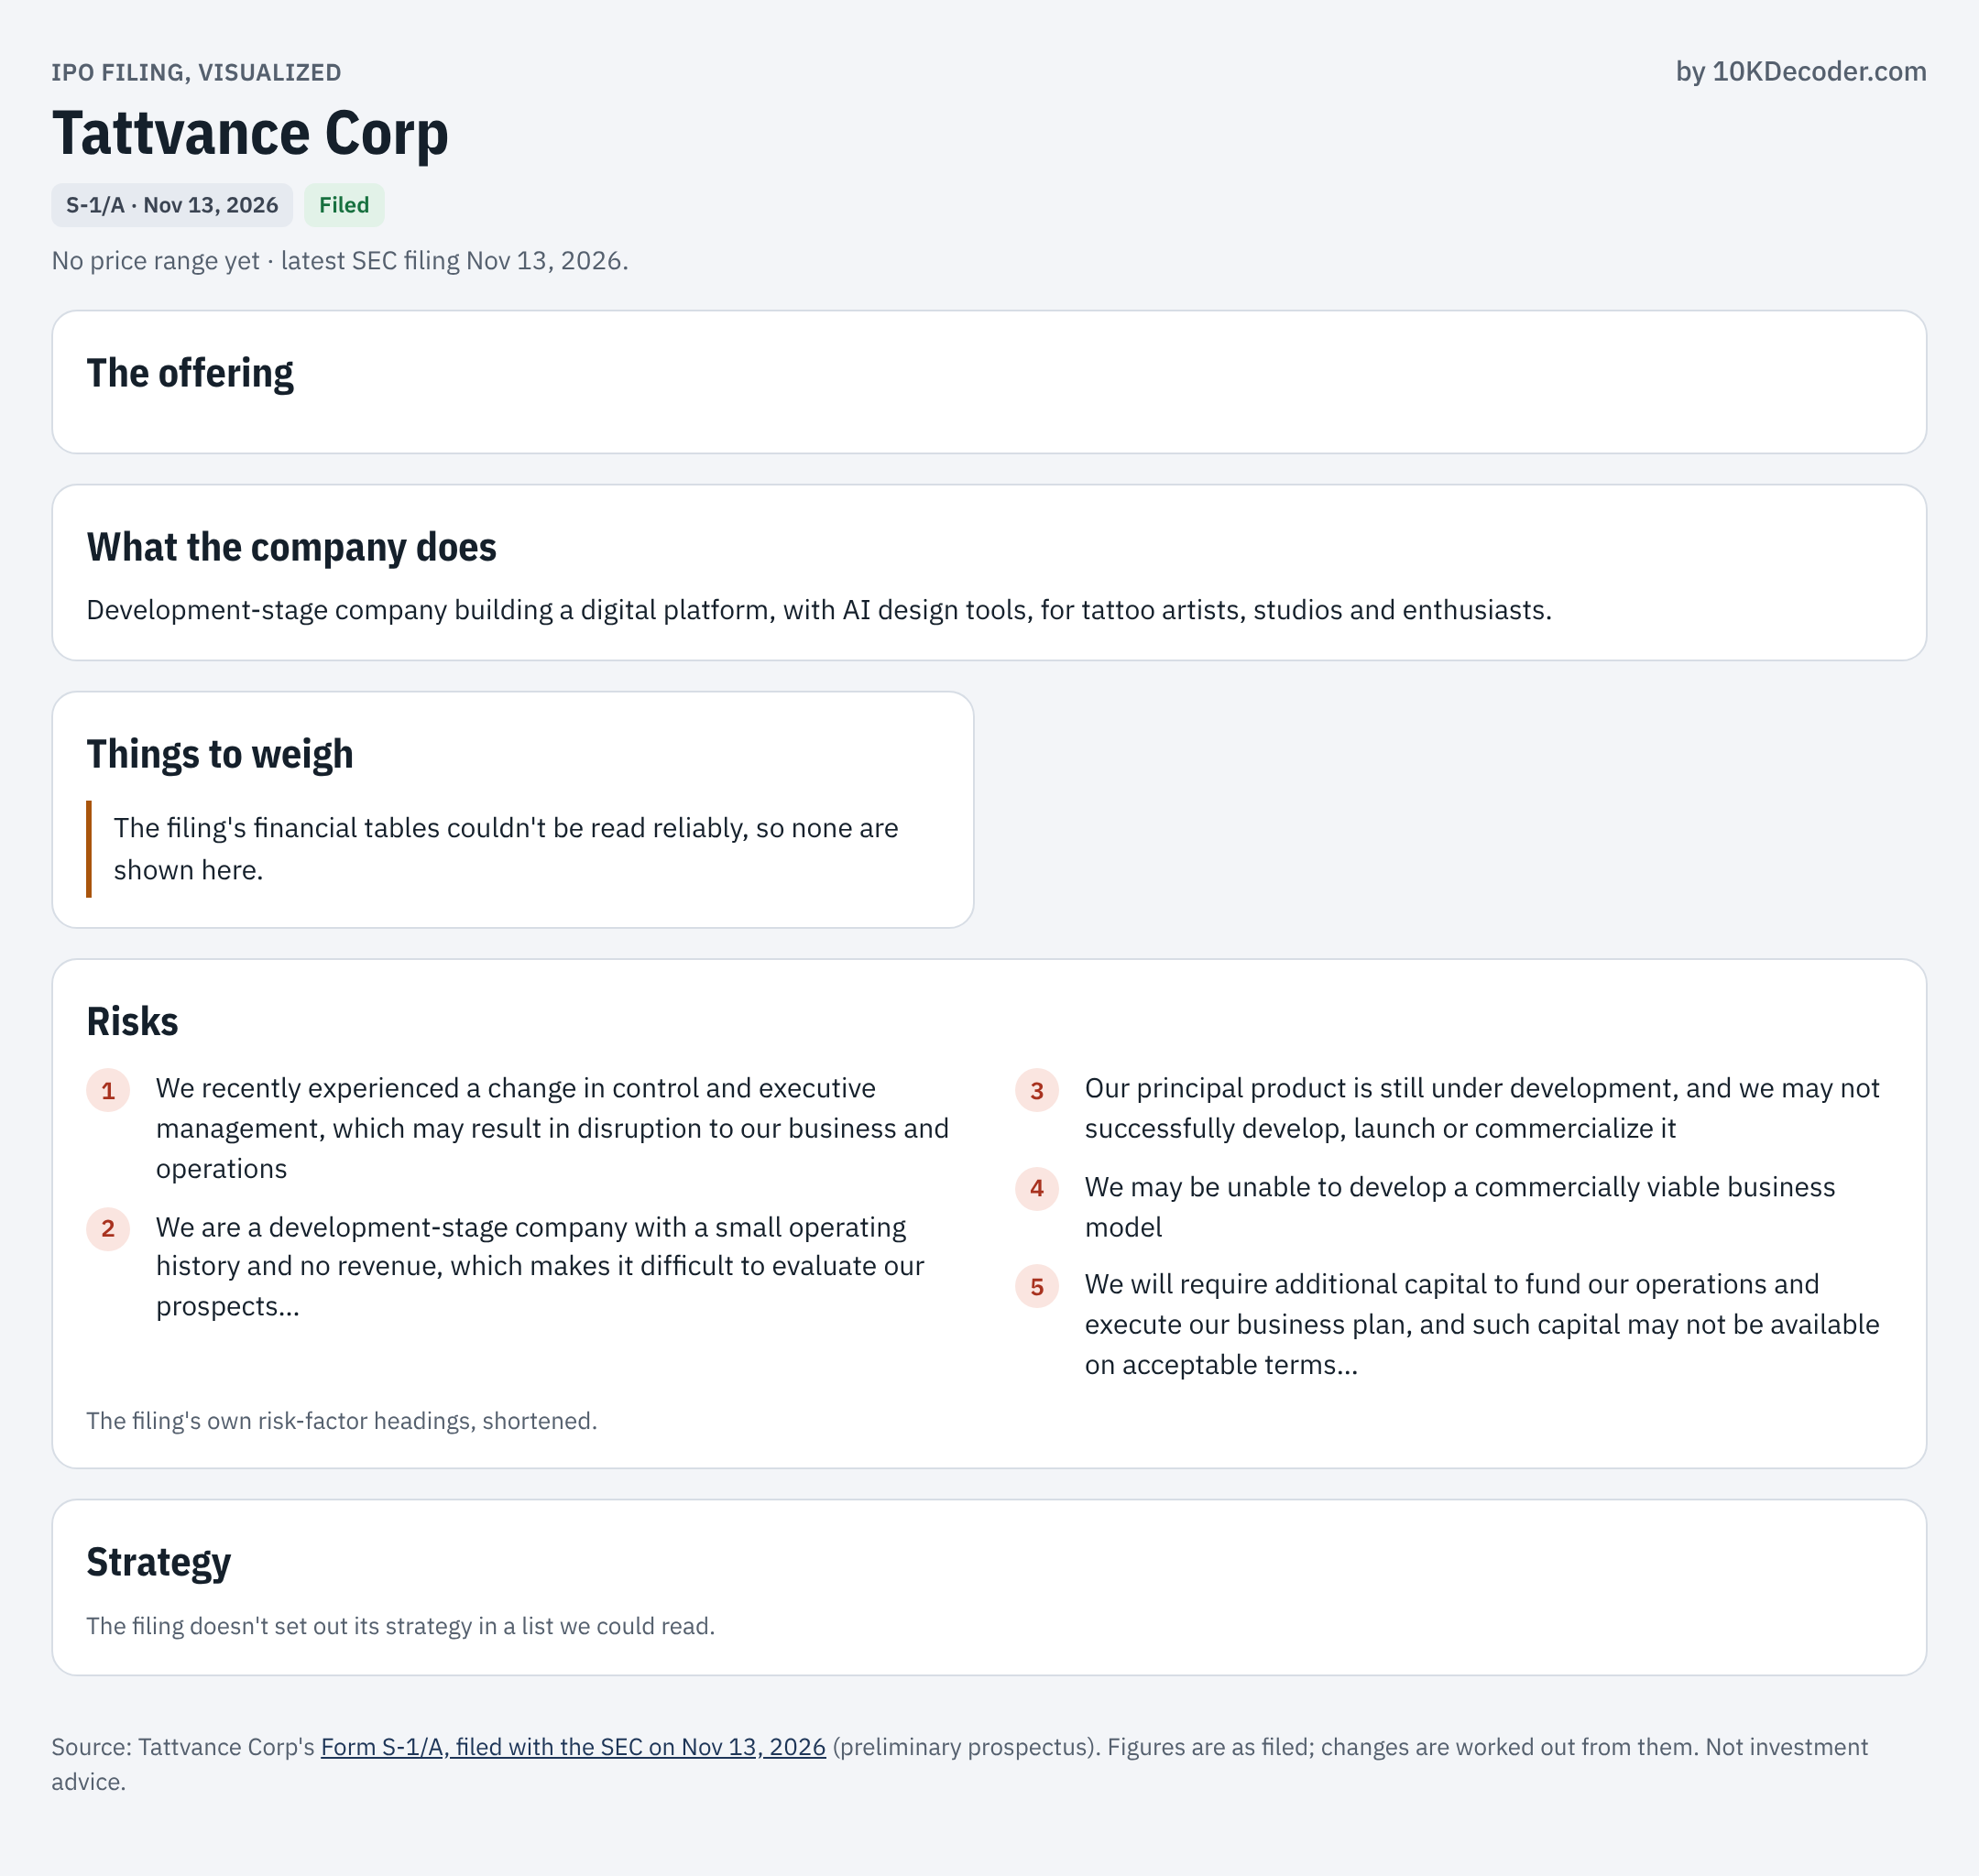 IPO FILING, VISUALIZED
by 10KDecoder.com
Tattvance Corp
S-1/A · Nov 13, 2026
Filed
No price range yet · latest SEC filing Nov 13, 2026.
The offering
What the company does
Development-stage company building a digital platform, with AI design tools, for tattoo artists, studios and enthusiasts.
Things to weigh
The filing's financial tables couldn't be read reliably, so none are
shown here.
Risks
1 We recently experienced a change in control and executive
management, which may result in disruption to our business and
operations
2 We are a development-stage company with a small operating
history and no revenue, which makes it difficult to evaluate our
prospects...
3 Our principal product is still under development, and we may not
successfully develop, launch or commercialize it
4 We may be unable to develop a commercially viable business
model
5 We will require additional capital to fund our operations and
execute our business plan, and such capital may not be available
on acceptable terms...
The filing's own risk-factor headings, shortened.
Strategy
The filing doesn't set out its strategy in a list we could read.
Source: Tattvance Corp's Form S-1/A, filed with the SEC on Nov 13, 2026 (preliminary prospectus). Figures are as filed; changes are worked out from them. Not investment
advice.